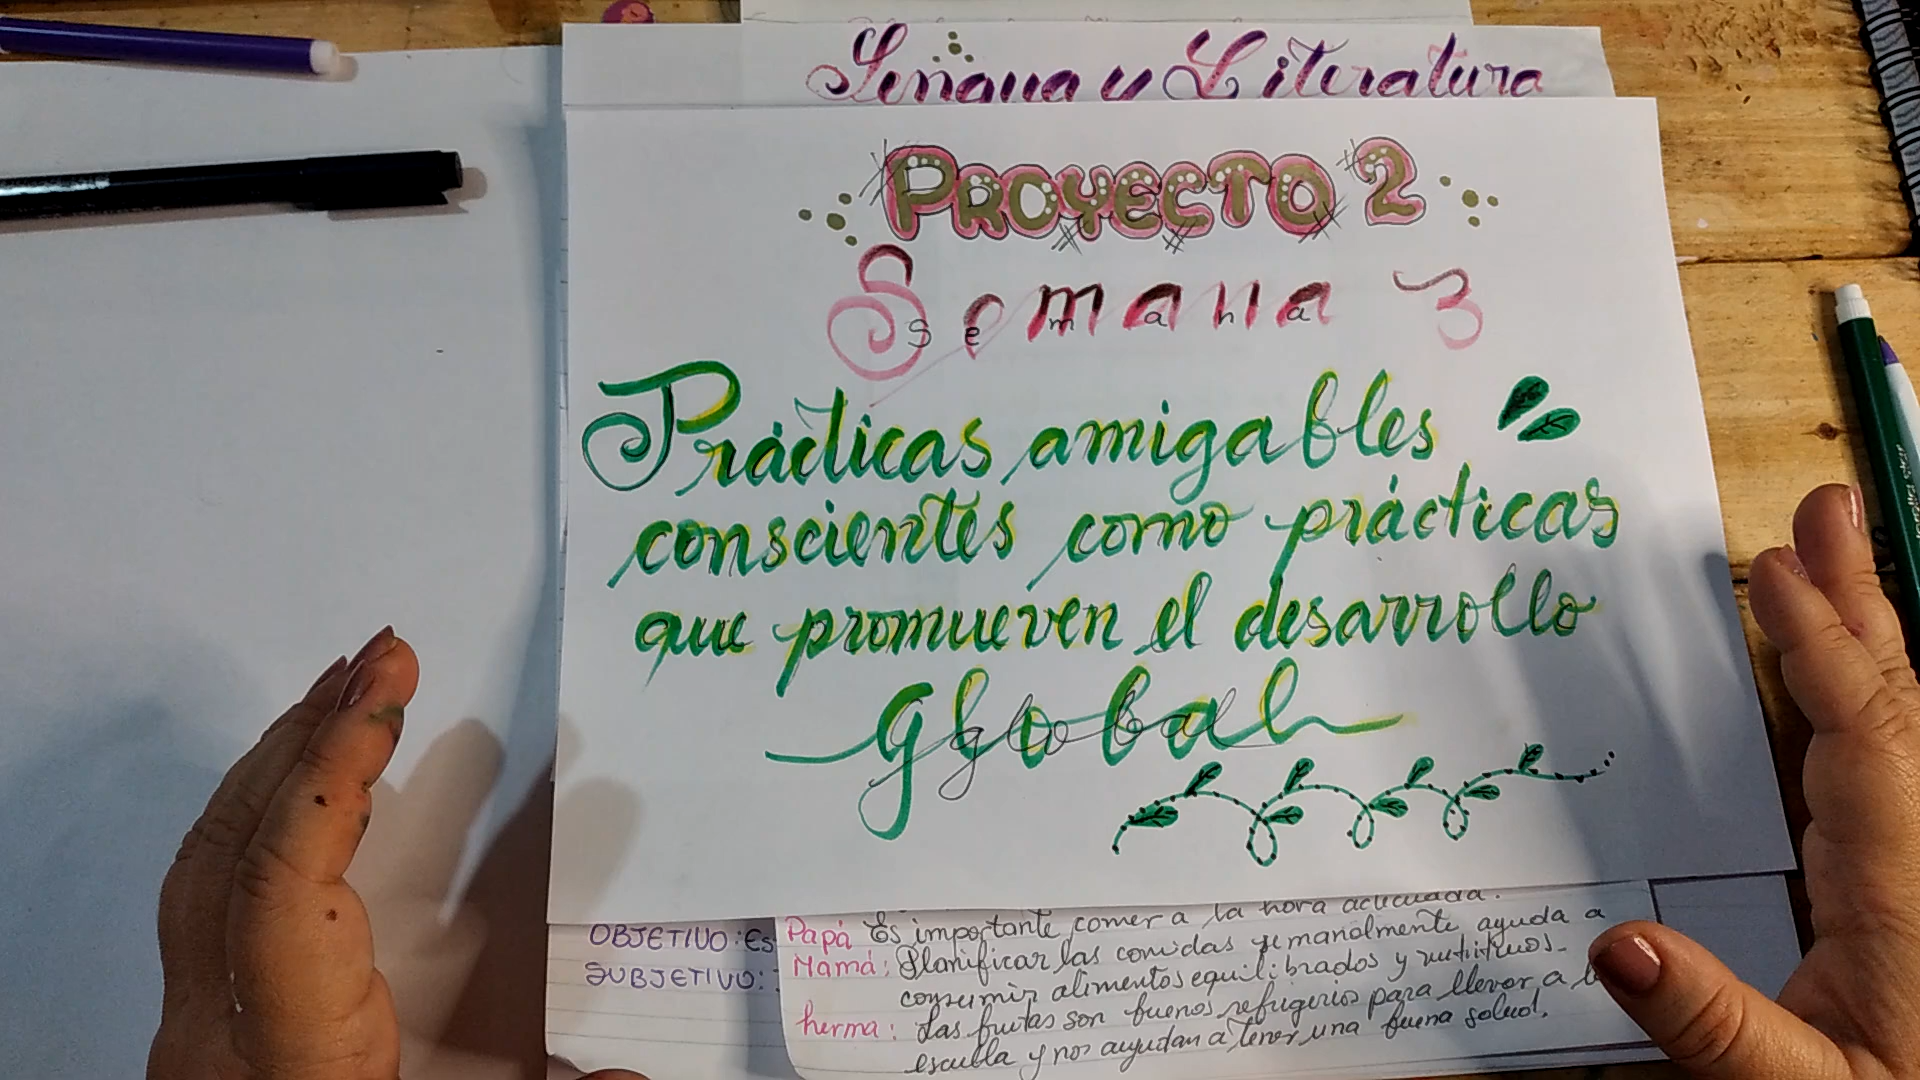 Lengua y Literatura
PROYECTO 2
Semana 3
Prácticas amigables
conscientes como prácticas
que promueven el desarrollo
global
OBJETIVO: Es
SUBJETIVO:
Papá Es importante comer a la hora adecuada.
Mamá: Planificar las comidas semanalmente ayuda a
consumir alimentos equilibrados y nutritivos.
herma: Las frutas son buenos refrigerios para llevar a
escuela y nos ayudan a tener una buena salud.